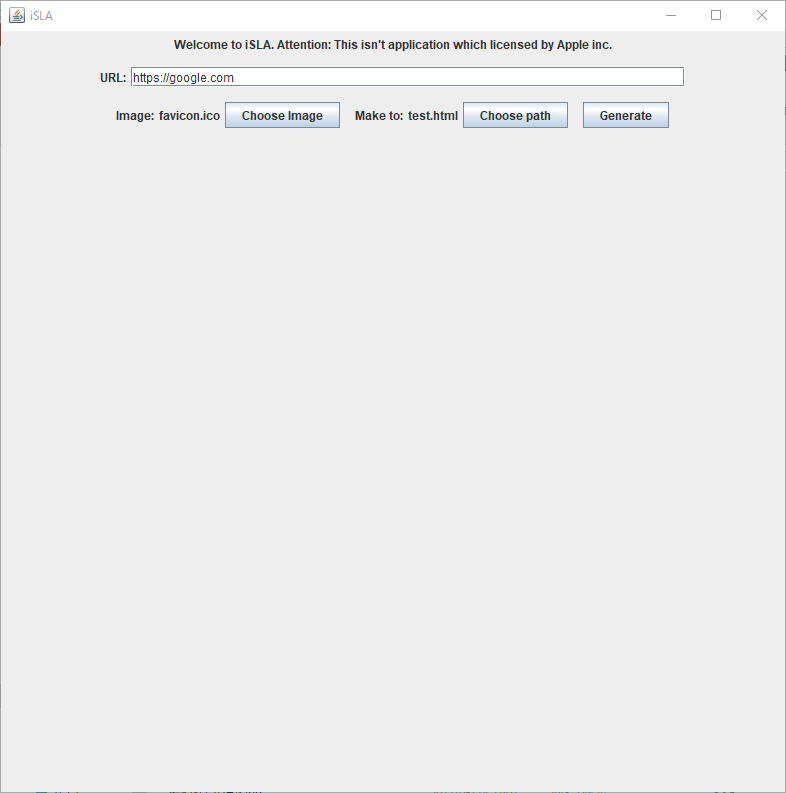 iSLA
Welcome to iSLA. Attention: This isn't application which licensed by Apple inc.
URL: https://google.com
Image: favicon.ico Choose Image Make to: test.html Choose path Generate